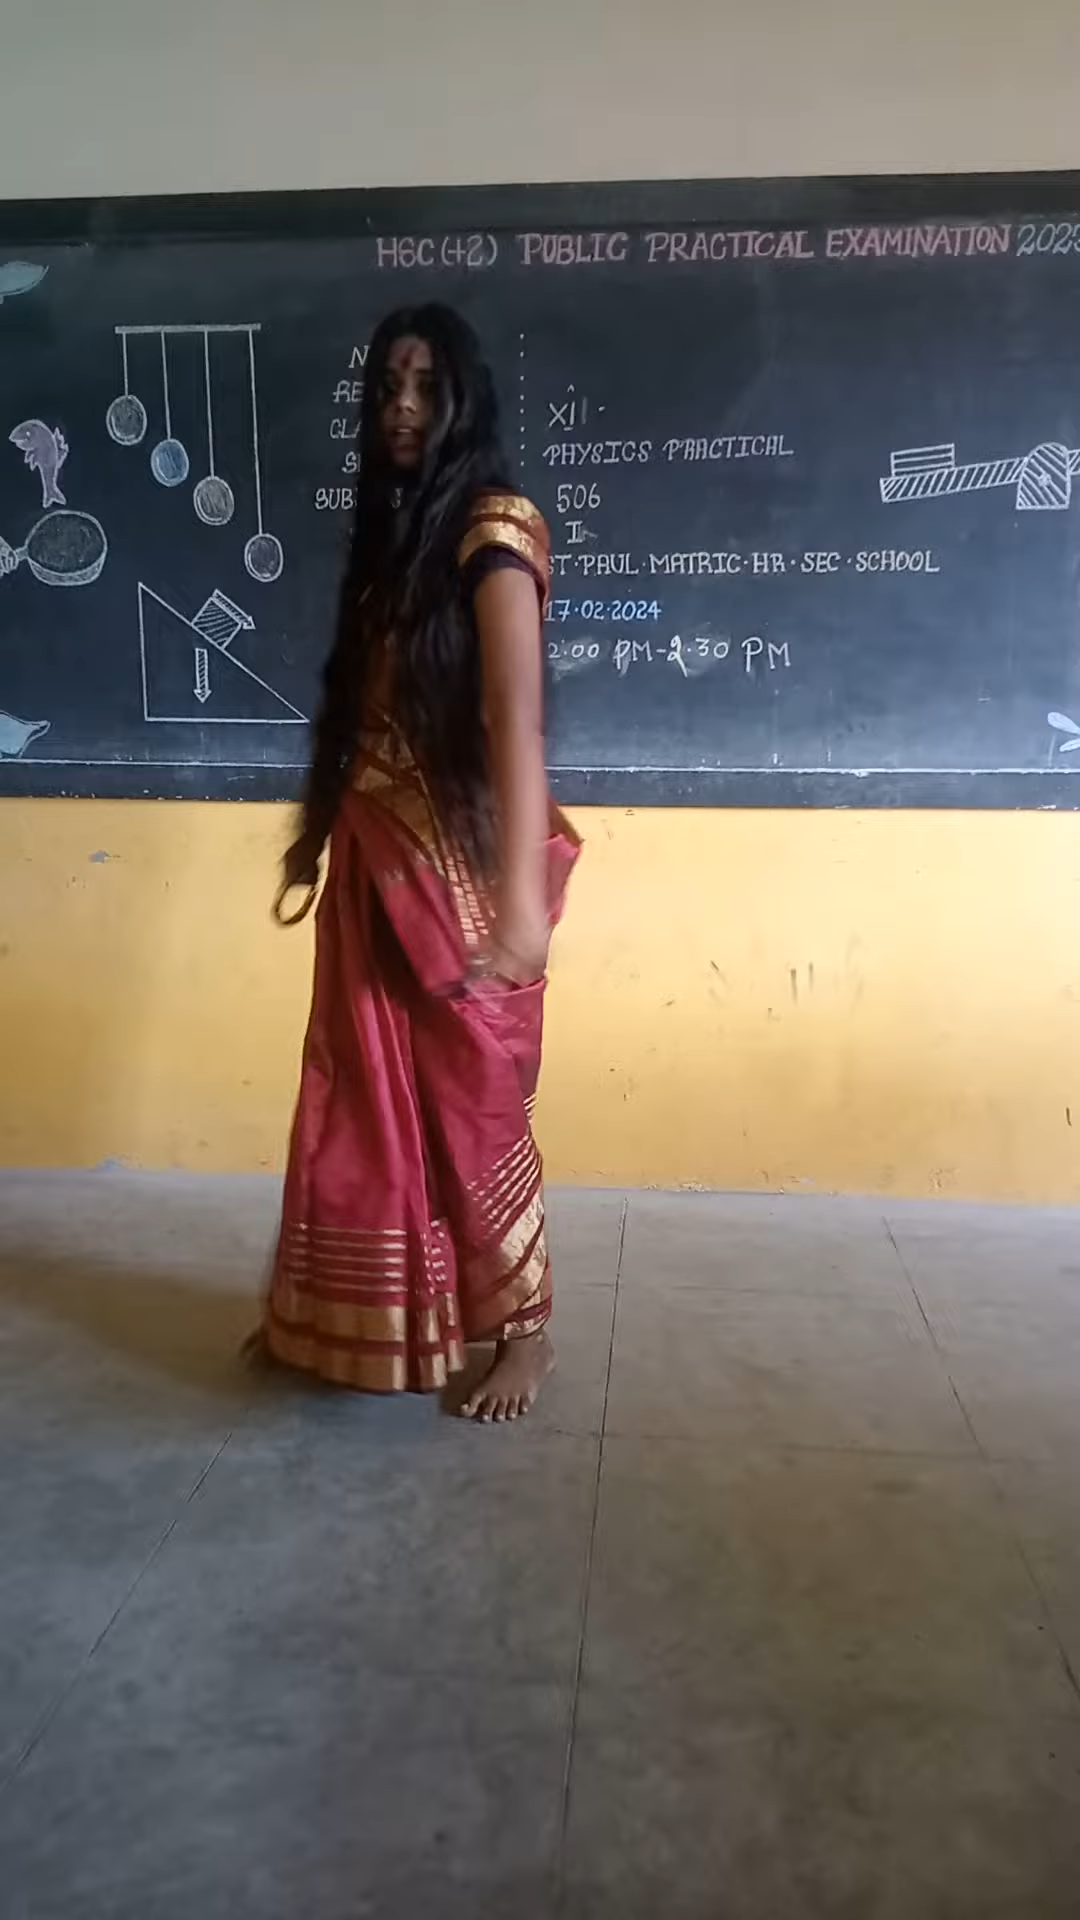 HSC (+2) PUBLIC PRACTICAL EXAMINATION 2023
XII
: PHYSICS PRACTICAL
506
I
ST. PAUL. MATRIC. HR. SEC. SCHOOL
17.02.2024
2:00 PM-2.30 PM